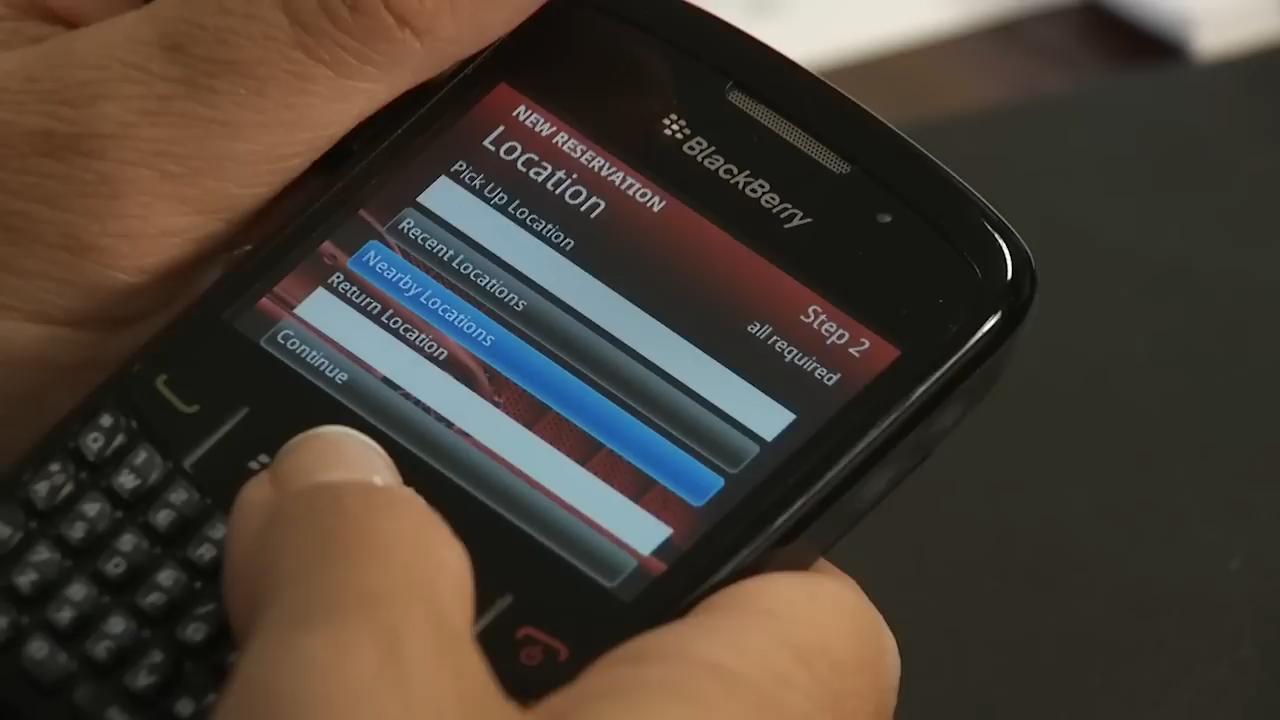 BlackBerry
NEW RESERVATION
Location
Step 2
Pick Up Location
all required
Recent Locations
Nearby Locations
Return Location
Continue